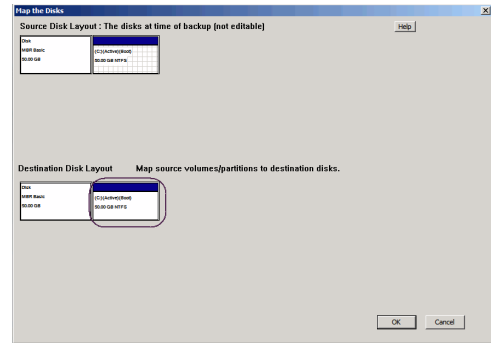 Map the Disks
Source Disk Layout : The disks at time of backup (not editable)
Help
Disk
MBR Basic
50.00 GB
(C:)(Active)(Boot)
50.00 GB NTFS
Destination Disk Layout Map source volumes/partitions to destination disks.
Disk
MBR Basic
50.00 GB
(C:)(Active)(Boot)
50.00 GB NTFS
OK Cancel